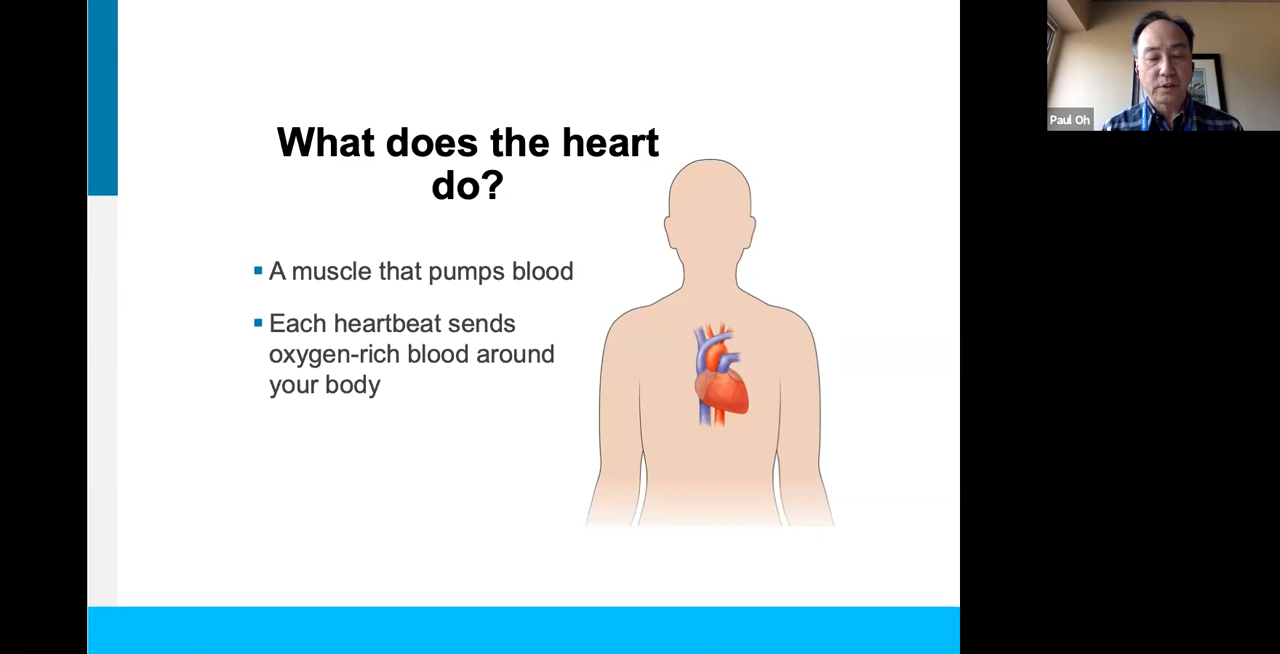 What does the heart
do?
A muscle that pumps blood
Each heartbeat sends
oxygen-rich blood around
your body
Paul Oh